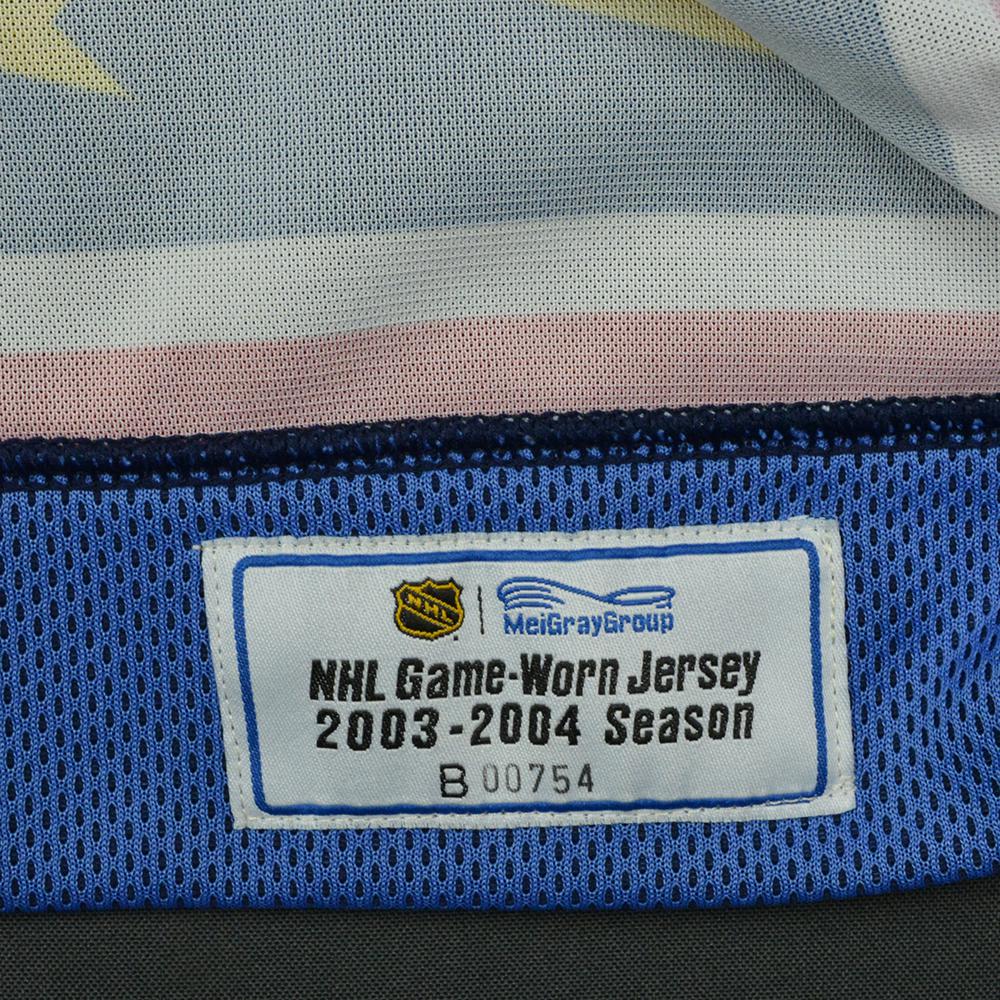 NHL
MeiGrayGroup
NHL Game-Worn Jersey
2003-2004 Season
B 00754